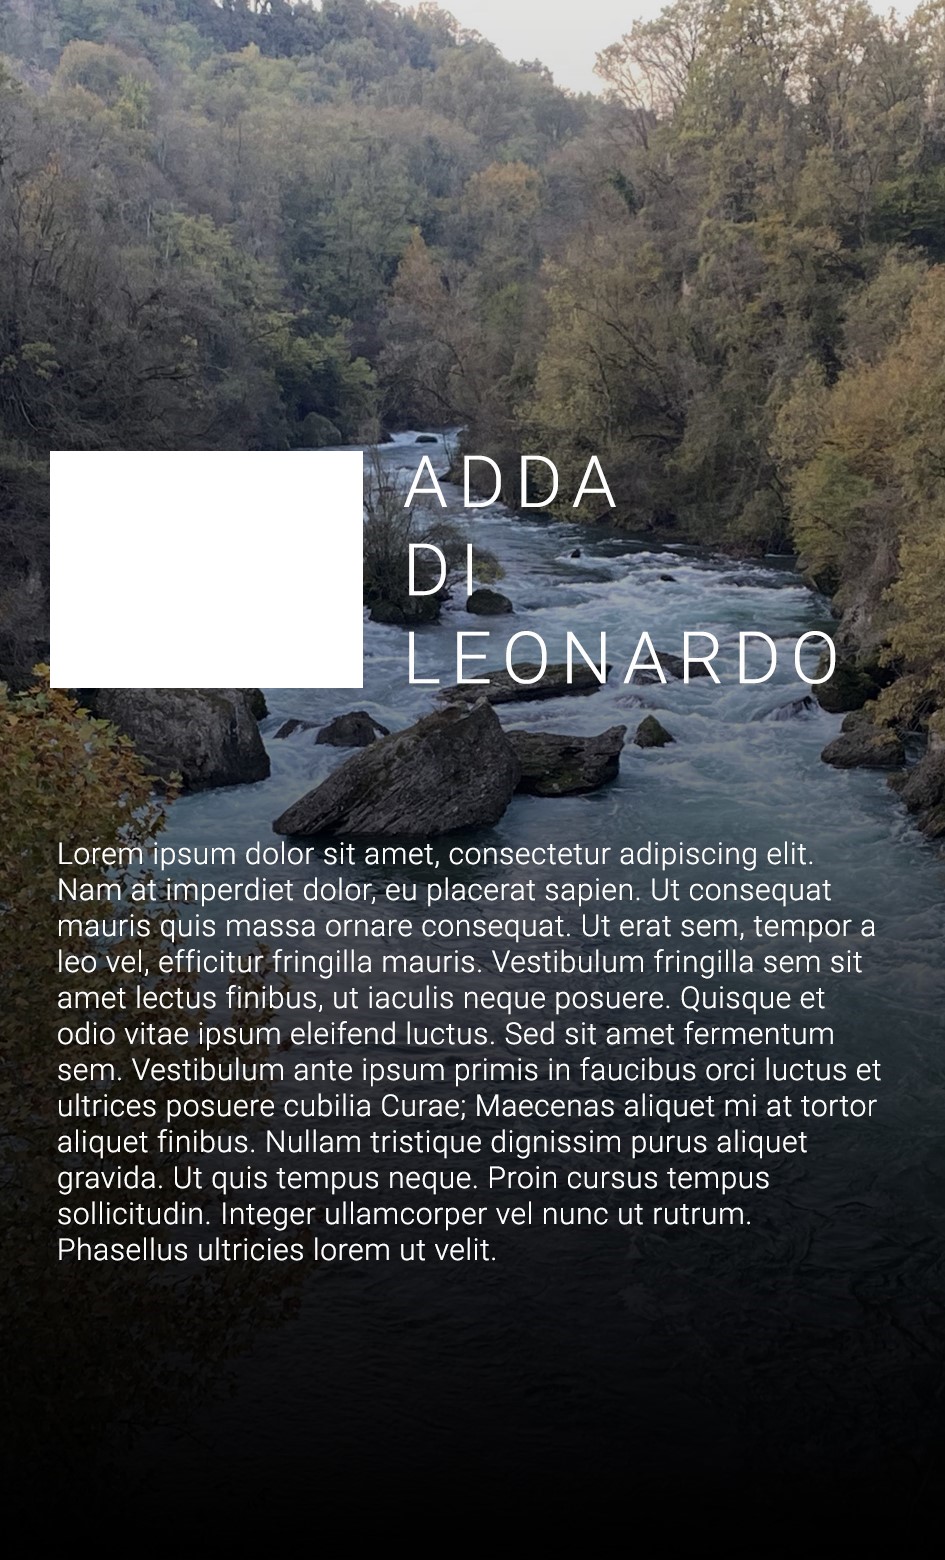 ADDA
DI
LEONARDO
Lorem ipsum dolor sit amet, consectetur adipiscing elit.
Nam at imperdiet dolor, eu placerat sapien. Ut consequat
mauris quis massa ornare consequat. Ut erat sem, tempor a
leo vel, efficitur fringilla mauris. Vestibulum fringilla sem sit
amet lectus finibus, ut iaculis neque posuere. Quisque et
odio vitae ipsum eleifend luctus. Sed sit amet fermentum
sem. Vestibulum ante ipsum primis in faucibus orci luctus et
ultrices posuere cubilia Curae; Maecenas aliquet mi at tortor
aliquet finibus. Nullam tristique dignissim purus aliquet
gravida. Ut quis tempus neque. Proin cursus tempus
sollicitudin. Integer ullamcorper vel nunc ut rutrum.
Phasellus ultricies lorem ut velit.